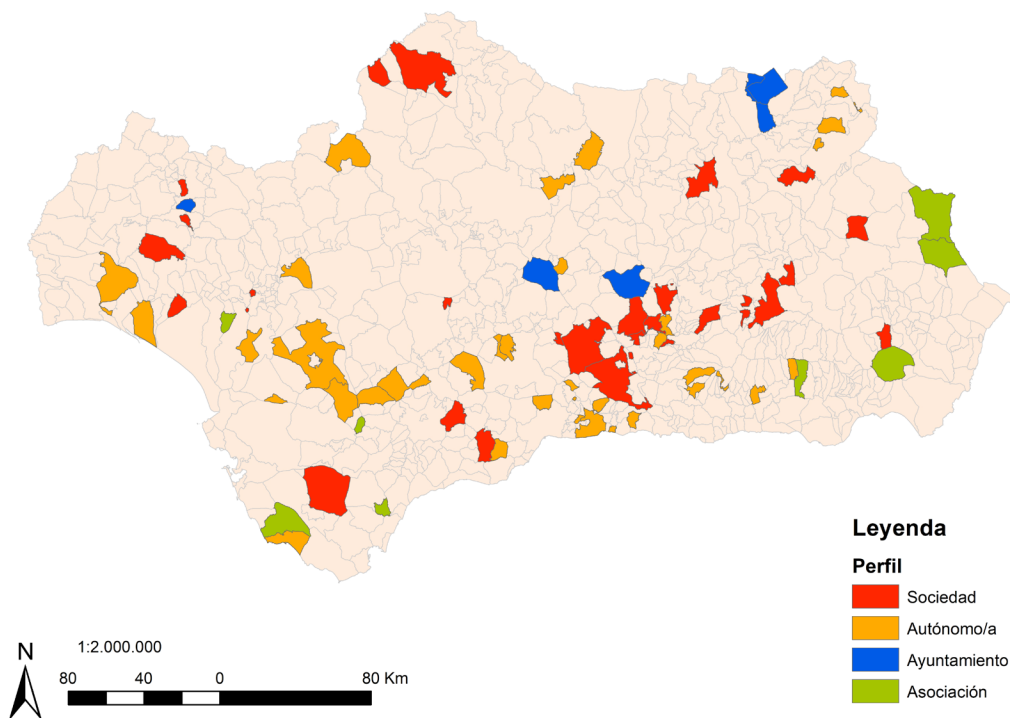 Leyenda
Perfil
Sociedad
Autónomo/a
Ayuntamiento
Asociación
N
1:2.000.000
80 40 0 80 Km